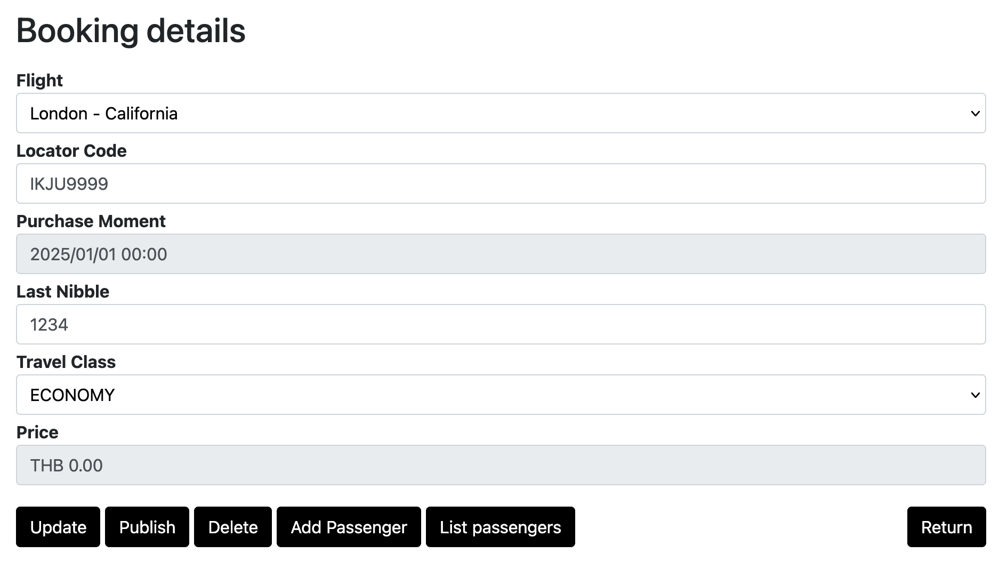 Booking details
Flight
London - California
Locator Code
IKJU9999
Purchase Moment
2025/01/01 00:00
Last Nibble
1234
Travel Class
ECONOMY
Price
THB 0.00
Update Publish Delete Add Passenger List passengers Return